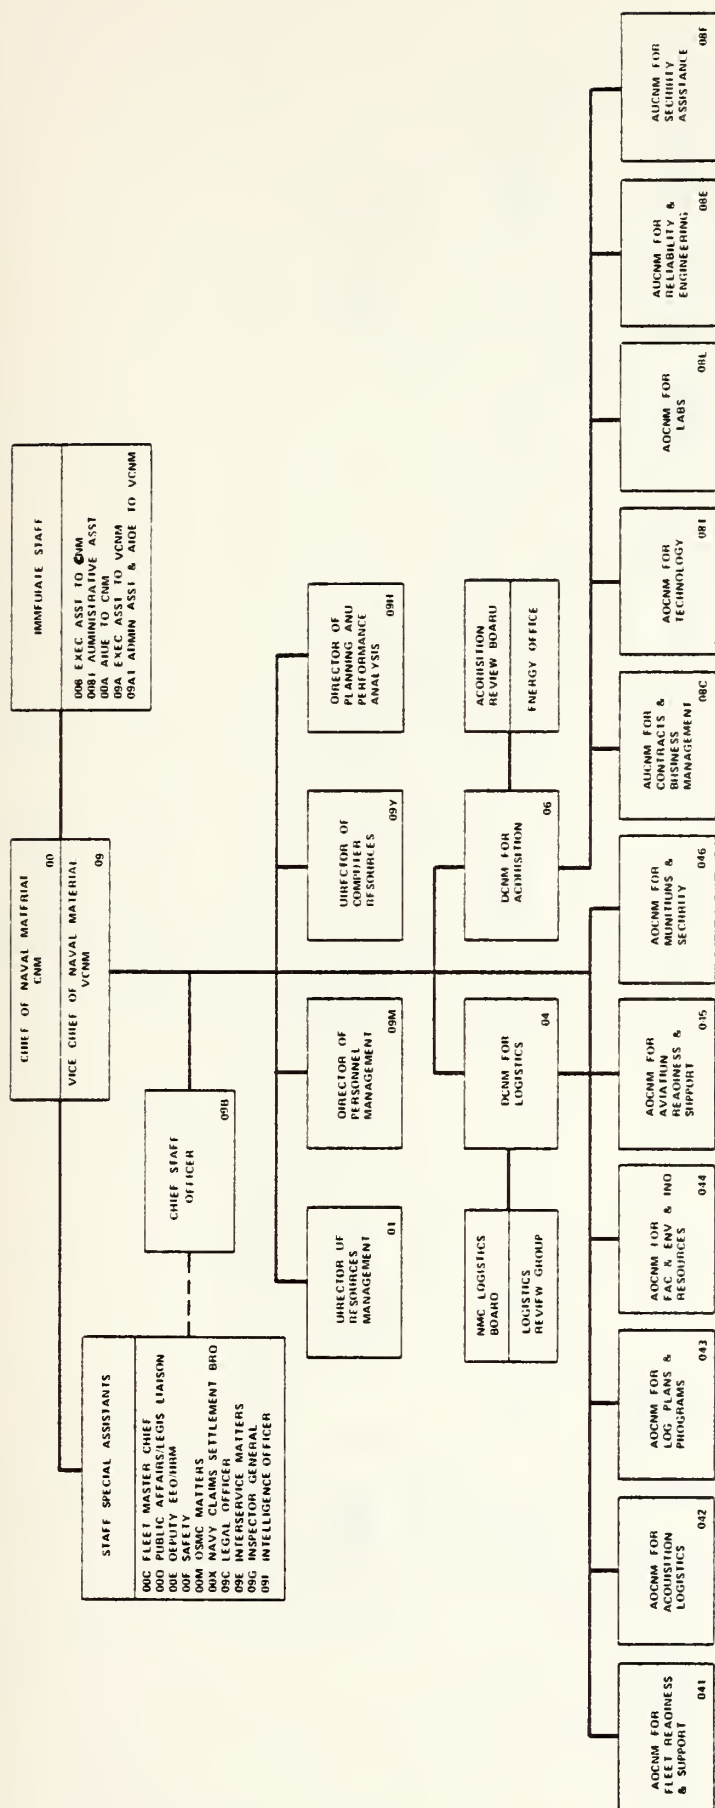 CHIEF OF NAVAL MATERIAL
CNM
00
VICE CHIEF OF NAVAL MATERIAL
VCNM
09
IMMEDIATE STAFF
00B EXEC ASST TO CNM
00B1 ADMINISTRATIVE ASST
00A AIDE TO CNM
09A EXEC ASST TO VCNM
09A1 ADMIN ASST & AIDE TO VCNM
STAFF SPECIAL ASSISTANTS
00C FLEET MASTER CHIEF
00D PUBLIC AFFAIRS/LEGIS LIAISON
00E DEPUTY EEO/HRM
00F SAFETY
00M OSMC MATTERS
00X NAVY CLAIMS SETTLEMENT BRD
09C LEGAL OFFICER
09E INTERSERVICE MATTERS
09G INSPECTOR GENERAL
09I INTELLIGENCE OFFICER
CHIEF STAFF
OFFICER
09B
DIRECTOR OF
RESOURCES
MANAGEMENT
01
DIRECTOR OF
PERSONNEL
MANAGEMENT
09M
DIRECTOR OF
COMPUTER
RESOURCES
09Y
DIRECTOR OF
PLANNING AND
PERFORMANCE
ANALYSIS
09H
NMC LOGISTICS
BOARD
LOGISTICS
REVIEW GROUP
DCNM FOR
LOGISTICS
04
DCNM FOR
ACQUISITION
06
ACQUISITION
REVIEW BOARD
ENERGY OFFICE
ADCNM FOR
FLEET READINESS
& SUPPORT
041
ADCNM FOR
ACQUISITION
LOGISTICS
042
ADCNM FOR
LOG PLANS &
PROGRAMS
043
ADCNM FOR
FAC & ENV & IND
RESOURCES
044
ADCNM FOR
AVIATION
READINESS &
SUPPORT
045
ADCNM FOR
MUNITIONS &
SECURITY
046
ADCNM FOR
CONTRACTS &
BUSINESS
MANAGEMENT
08C
ADCNM FOR
TECHNOLOGY
08T
ADCNM FOR
LABS
08L
ADCNM FOR
RELIABILITY &
ENGINEERING
08E
ADCNM FOR
SECURITY
ASSISTANCE
08F